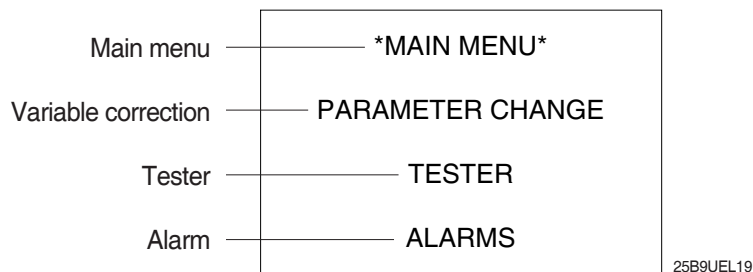 Main menu *MAIN MENU*
Variable correction PARAMETER CHANGE
Tester TESTER
Alarm ALARMS
25B9UEL19